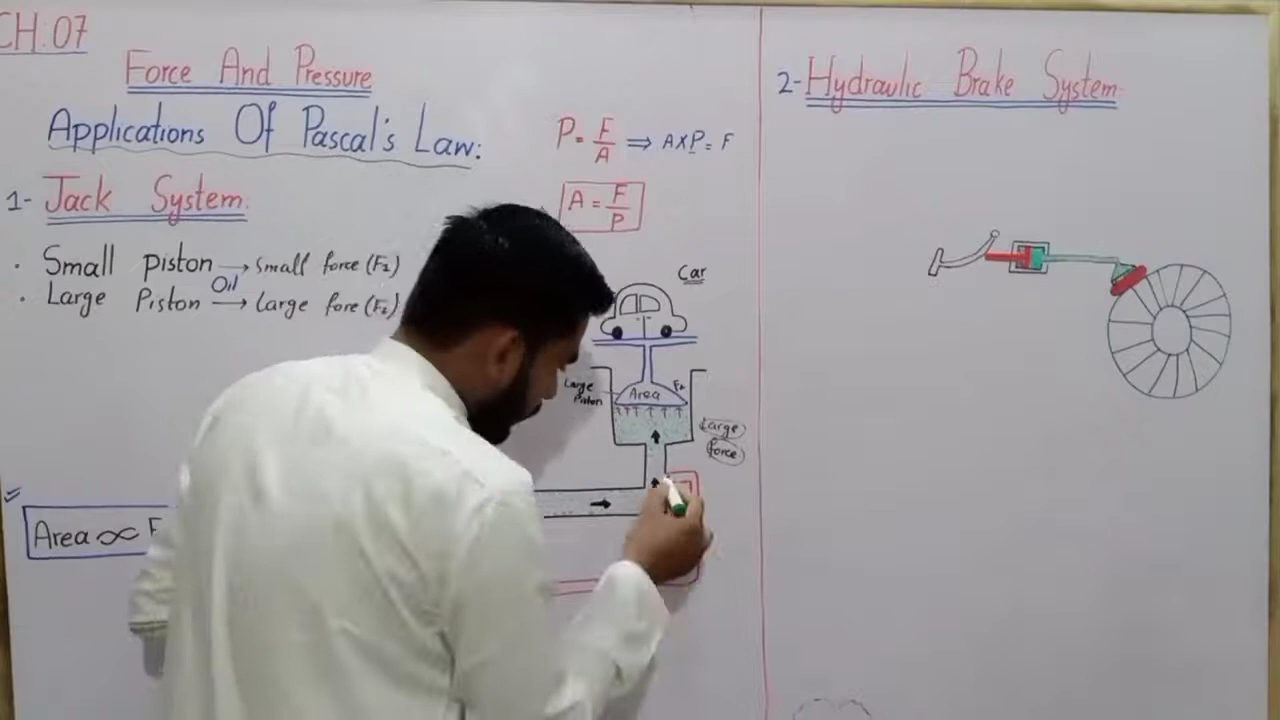 CH:07
Force And Pressure
Applications Of Pascal's Law:
P = F/A ⇒ A×P = F
A = F/P
1- Jack System
· Small Piston → Small force (F₁)
Oil
· Large Piston → Large fore (F₂)
Car
Large
Piston
Area
F₂
Large
force
Area ∝ F
2- Hydraulic Brake System